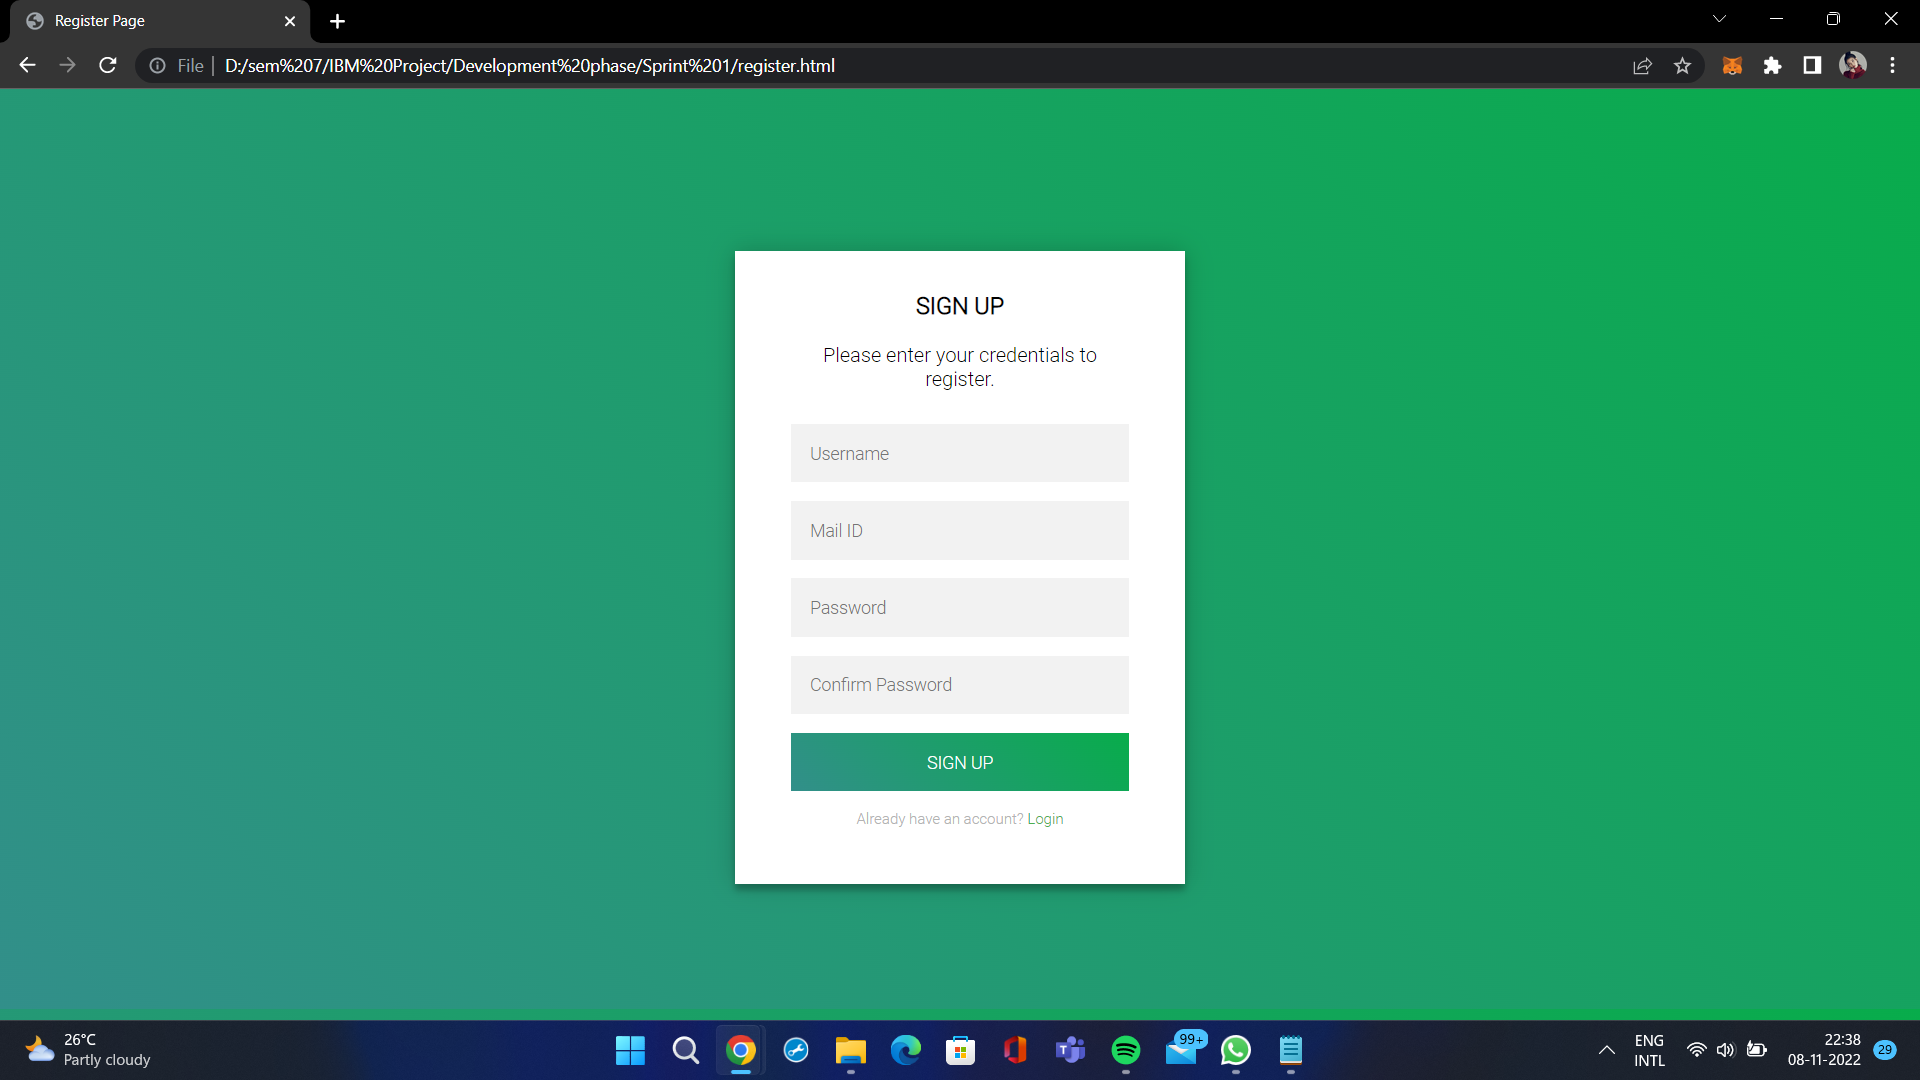 Register Page
File
D:/sem%207/IBM%20Project/Development%20phase/Sprint%201/register.html
SIGN UP
Please enter your credentials to
register.
Username
Mail ID
Password
Confirm Password
SIGN UP
Already have an account? Login
26°C
Partly cloudy
99+
ENG
INTL
22:38
08-11-2022
29